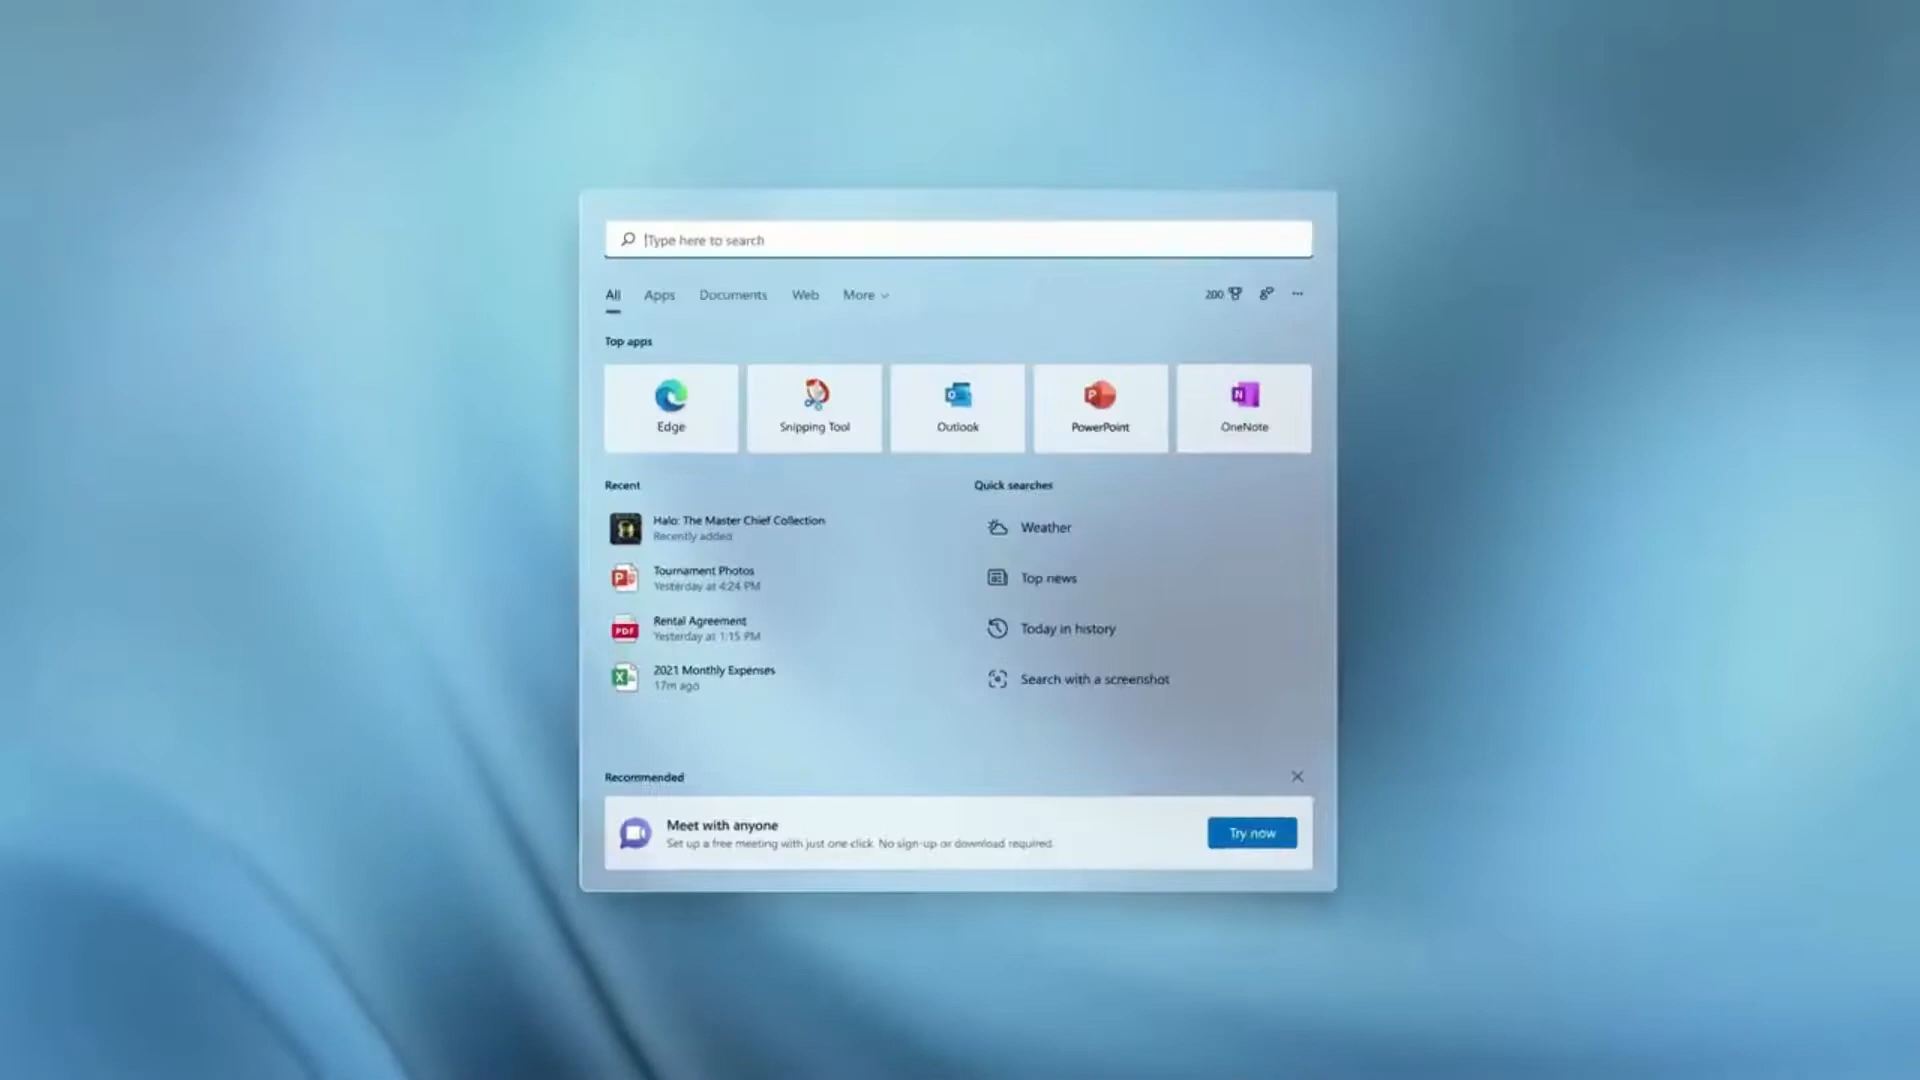 Type here to search
All Apps Documents Web More
200
Top apps
Edge Snipping Tool Outlook PowerPoint OneNote
Recent
Halo: The Master Chief Collection
Recently added
Tournament Photos
Yesterday at 4:24 PM
PDF
Rental Agreement
Yesterday at 1:15 PM
2021 Monthly Expenses
17m ago
Quick searches
Weather
Top news
Today in history
Search with a screenshot
Recommended
Meet with anyone
Set up a free meeting with just one click. No sign-up or download required.
Try now